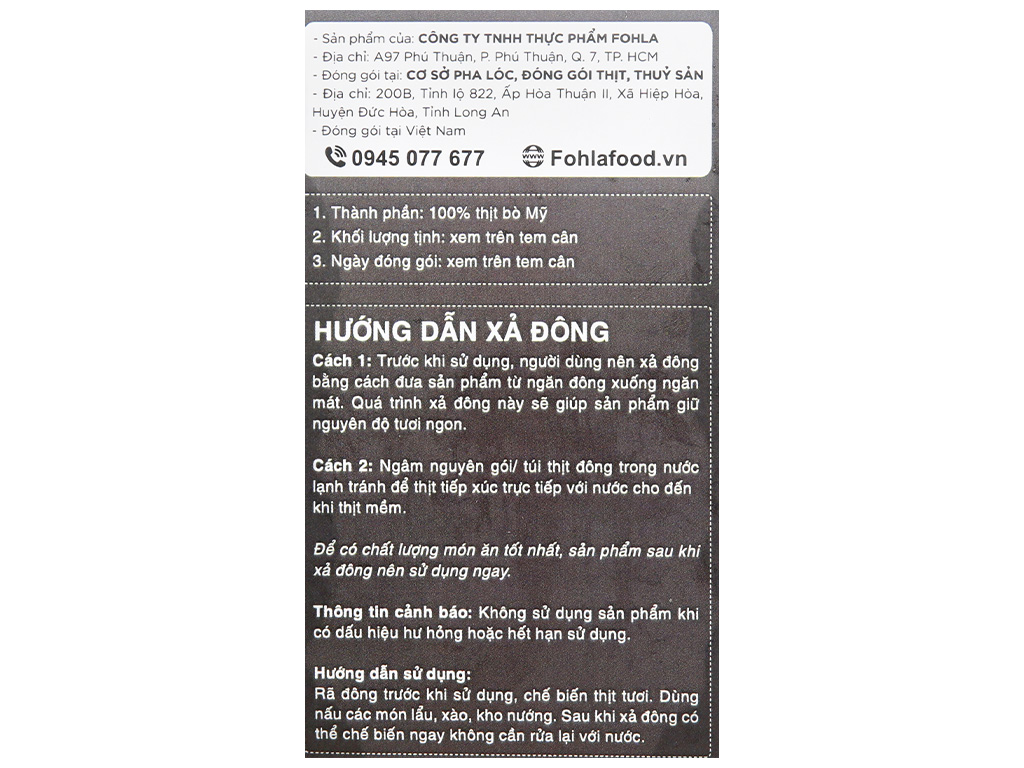 - Sản phẩm của: CÔNG TY TNHH THỰC PHẨM FOHLA
- Địa chỉ: A97 Phú Thuận, P. Phú Thuận, Q. 7, TP. HCM
- Đóng gói tại: CƠ SỞ PHA LÓC, ĐÓNG GÓI THỊT, THUỶ SẢN
- Địa chỉ: 200B, Tỉnh lộ 822, Ấp Hòa Thuận II, Xã Hiệp Hòa,
Huyện Đức Hòa, Tỉnh Long An
- Đóng gói tại Việt Nam
0945 077 677 www Fohlafood.vn
1. Thành phần: 100% thịt bò Mỹ
2. Khối lượng tịnh: xem trên tem cân
3. Ngày đóng gói: xem trên tem cân
HƯỚNG DẪN XẢ ĐÔNG
Cách 1: Trước khi sử dụng, người dùng nên xả đông
bằng cách đưa sản phẩm từ ngăn đông xuống ngăn
mát. Quá trình xả đông này sẽ giúp sản phẩm giữ
nguyên độ tươi ngon.
Cách 2: Ngâm nguyên gói/ túi thịt đông trong nước
lạnh tránh để thịt tiếp xúc trực tiếp với nước cho đến
khi thịt mềm.
Để có chất lượng món ăn tốt nhất, sản phẩm sau khi
xả đông nên sử dụng ngay.
Thông tin cảnh báo: Không sử dụng sản phẩm khi
có dấu hiệu hư hỏng hoặc hết hạn sử dụng.
Hướng dẫn sử dụng:
Rã đông trước khi sử dụng, chế biến thịt tươi. Dùng
nấu các món lẩu, xào, kho nướng. Sau khi xả đông có
thể chế biến ngay không cần rửa lại với nước.